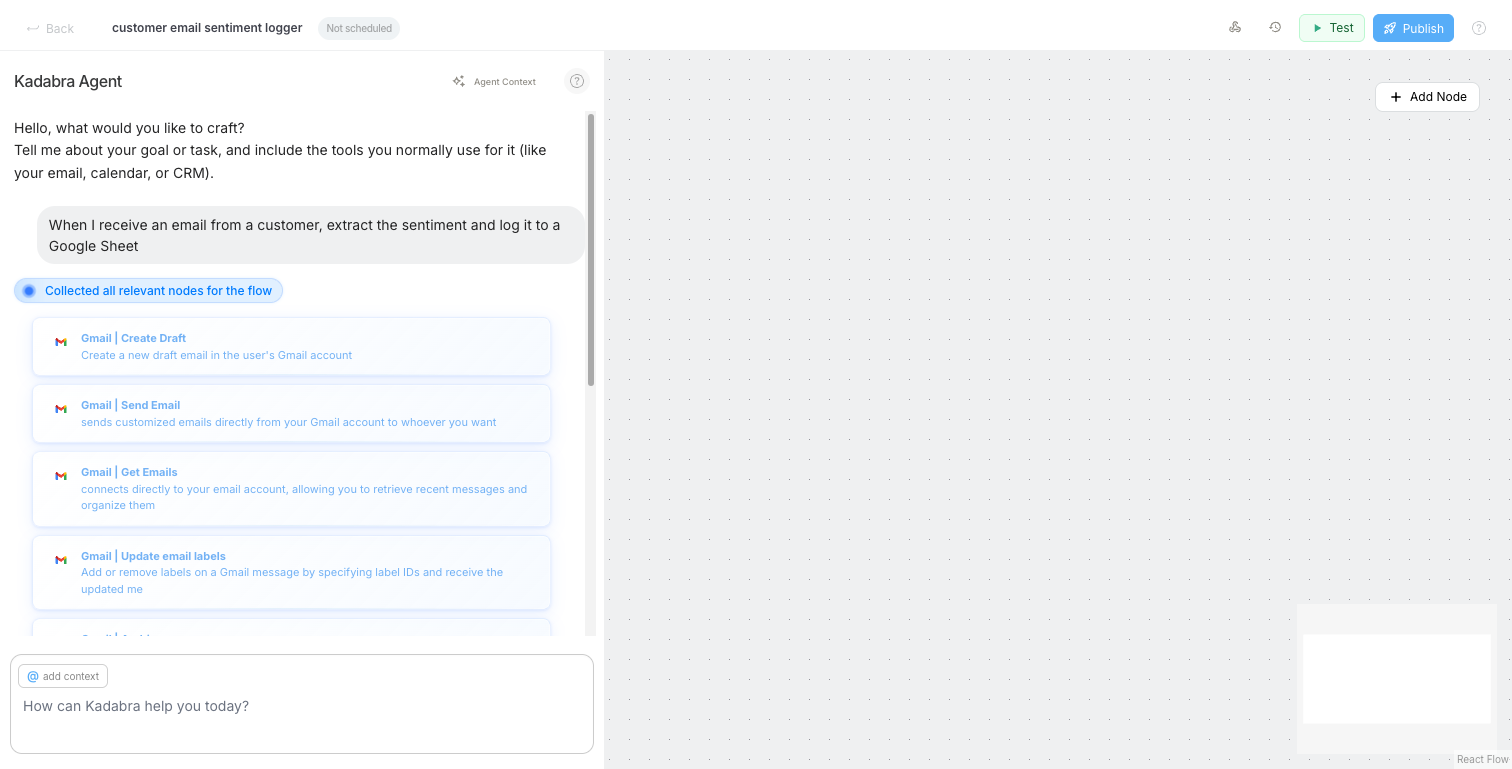 Back
customer email sentiment logger
Not scheduled
Test
Publish
Kadabra Agent
Agent Context
Hello, what would you like to craft?
Tell me about your goal or task, and include the tools you normally use for it (like
your email, calendar, or CRM).
When I receive an email from a customer, extract the sentiment and log it to a
Google Sheet
Collected all relevant nodes for the flow
Gmail | Create Draft
Create a new draft email in the user's Gmail account
Gmail | Send Email
sends customized emails directly from your Gmail account to whoever you want
Gmail | Get Emails
connects directly to your email account, allowing you to retrieve recent messages and
organize them
Gmail | Update email labels
Add or remove labels on a Gmail message by specifying label IDs and receive the
updated me
@ add context
How can Kadabra help you today?
+ Add Node
React Flow